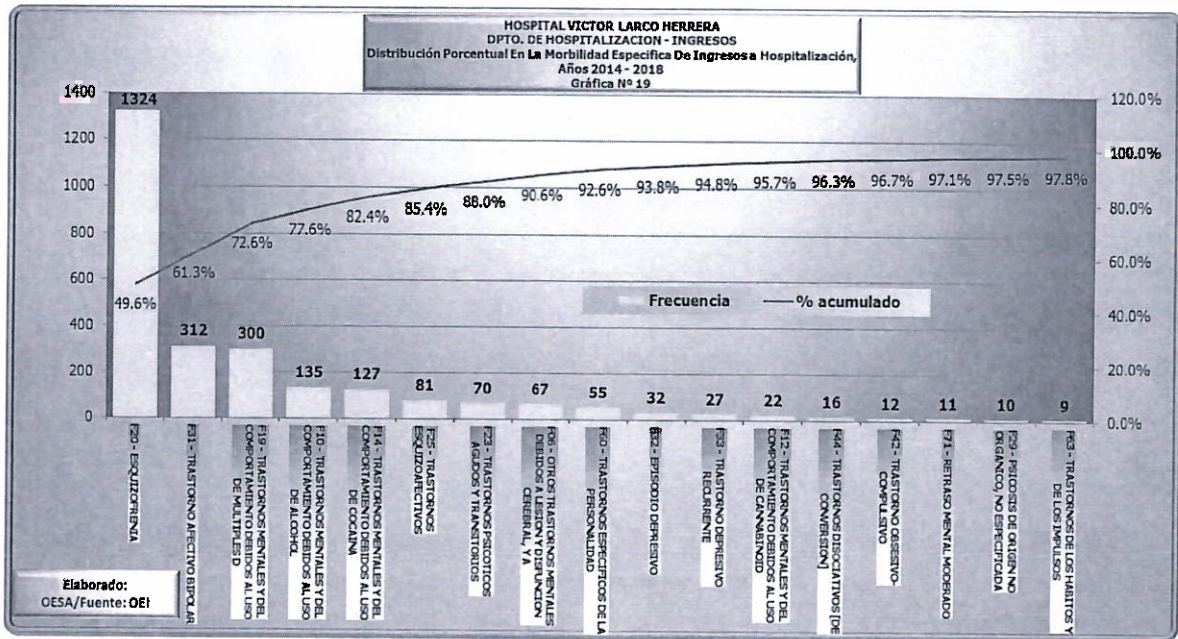 HOSPITAL VICTOR LARCO HERRERA
DPTO. DE HOSPITALIZACION - INGRESOS
Distribución Porcentual En La Morbilidad Especifica De Ingresos a Hospitalización,
Años 2014 - 2018
Gráfica Nº 19
1400
1200
1000
800
600
400
200
0
120.0%
100.0%
80.0%
60.0%
40.0%
20.0%
0.0%
1324
312
300
135
127
81
70
67
55
32
27
22
16
12
11
10
9
49.6%
61.3%
72.6%
77.6%
82.4%
85.4%
88.0%
90.6%
92.6%
93.8%
94.8%
95.7%
96.3%
96.7%
97.1%
97.5%
97.8%
Frecuencia
% acumulado
F20 - ESQUIZOFRENIA
F31 - TRASTORNO AFECTIVO BIPOLAR
F19 - TRASTORNOS MENTALES Y DEL
COMPORTAMIENTO DEBIDOS AL USO
DE MULTIPLES D
F10 - TRASTORNOS MENTALES Y DEL
COMPORTAMIENTO DEBIDOS AL USO
DE ALCOHOL
F14 - TRASTORNOS MENTALES Y DEL
COMPORTAMIENTO DEBIDOS AL USO
DE COCAINA
F25 - TRASTORNOS
ESQUIZOAFECTIVOS
F23 - TRASTORNOS PSICOTICOS
AGUDOS Y TRANSITORIOS
F06 - OTROS TRASTORNOS MENTALES
DEBIDOS A LESION Y DISFUNCION
CEREBRAL, Y A
F60 - TRASTORNOS ESPECIFICOS DE LA
PERSONALIDAD
F32 - EPISODIO DEPRESIVO
F33 - TRASTORNO DEPRESIVO
RECURRENTE
F12 - TRASTORNOS MENTALES Y DEL
COMPORTAMIENTO DEBIDOS AL USO
DE CANNABINOID
F44 - TRASTORNOS DISOCIATIVOS [DE
CONVERSION]
F42 - TRASTORNO OBSESIVO-
COMPULSIVO
F71 - RETRASO MENTAL MODERADO
F29 - PSICOSIS DE ORIGEN NO
ORGANICO, NO ESPECIFICADA
F63 - TRASTORNOS DE LOS HABITOS Y
DE LOS IMPULSOS
Elaborado:
OESA/Fuente: OEI